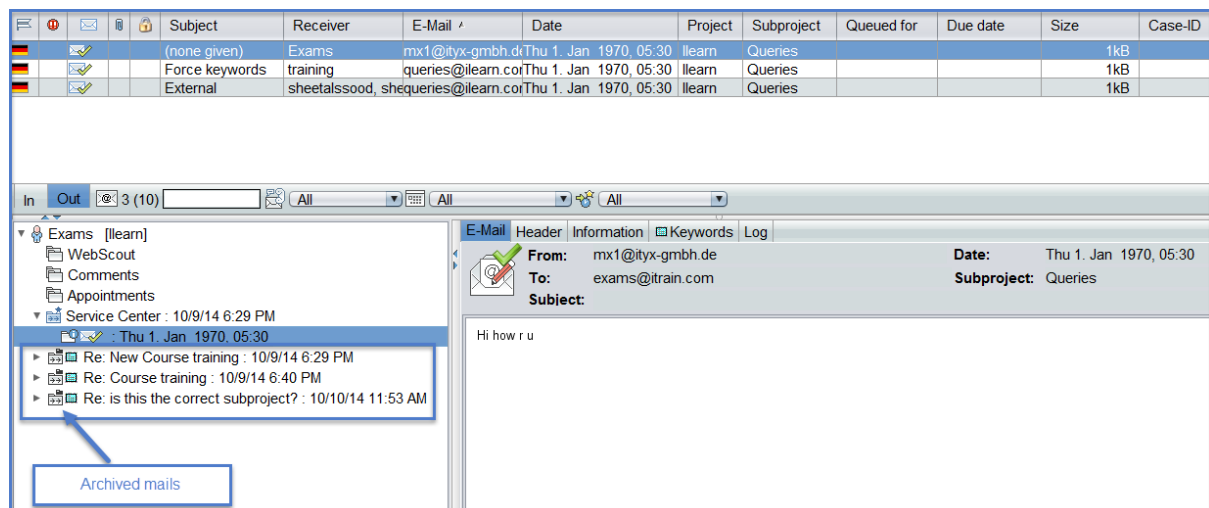 Subject Receiver E-Mail Date Project Subproject Queued for Due date Size Case-ID
(none given) Exams mx1@ityx-gmbh.de Thu 1. Jan 1970, 05:30 Ilearn Queries 1kB
Force keywords training queries@ilearn.cor Thu 1. Jan 1970, 05:30 Ilearn Queries 1kB
External sheetalssood, she queries@ilearn.cor Thu 1. Jan 1970, 05:30 Ilearn Queries 1kB
In Out 3 (10) All All All
Exams [Ilearn]
WebScout
Comments
Appointments
Service Center : 10/9/14 6:29 PM
: Thu 1. Jan 1970, 05:30
Re: New Course training : 10/9/14 6:29 PM
Re: Course training : 10/9/14 6:40 PM
Re: is this the correct subproject? : 10/10/14 11:53 AM
Archived mails
E-Mail Header Information Keywords Log
From: mx1@ityx-gmbh.de Date: Thu 1. Jan 1970, 05:30
To: exams@itrain.com Subproject: Queries
Subject:
Hi how r u